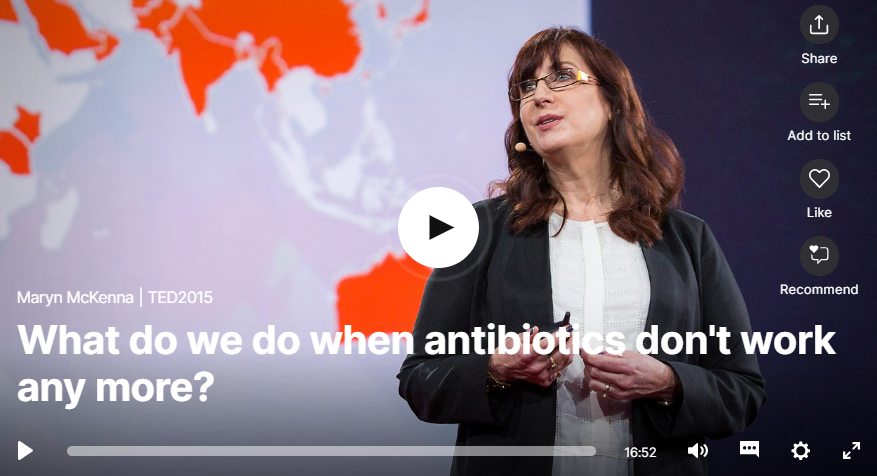 Share
Add to list
Like
Recommend
Maryn McKenna | TED2015
What do we do when antibiotics don't work
any more?
16:52